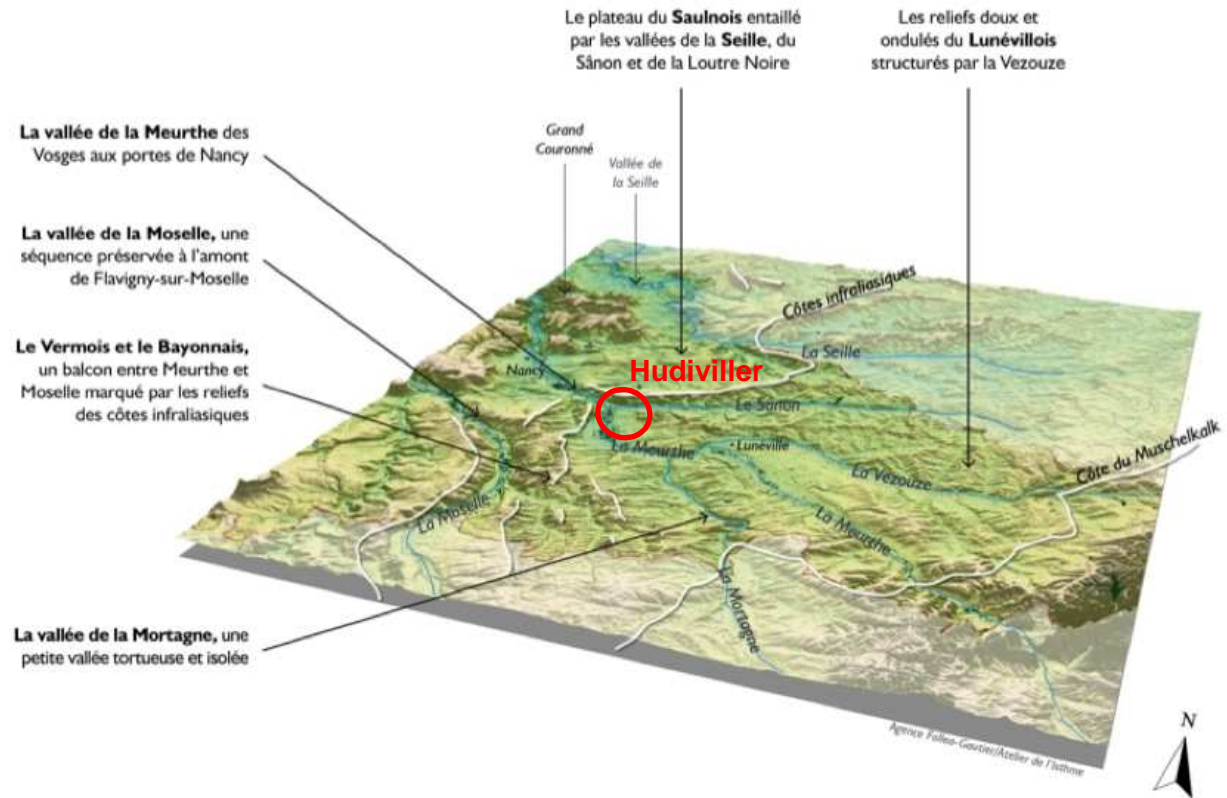 Le plateau du Saulnois entaillé
par les vallées de la Seille, du
Sânon et de la Loutre Noire
Les reliefs doux et
ondulés du Lunévillois
structurés par la Vezouze
La vallée de la Meurthe des
Vosges aux portes de Nancy
Grand
Couronné
Vallée de
la Seille
La vallée de la Moselle, une
séquence préservée à l'amont
de Flavigny-sur-Moselle
Côtes infraliasiques
Le Vermois et le Bayonnais,
un balcon entre Meurthe et
Moselle marqué par les reliefs
des côtes infraliasiques
La Seille
Nancy
Hudiviller
Le Sânon
La Meurthe
Lunéville
La Vezouze
Côte du Muschelkalk
La Moselle
La Meurthe
La Mortagne
La vallée de la Mortagne, une
petite vallée tortueuse et isolée
Agence Folléa-Gautier/Atelier de l'Isthme
N